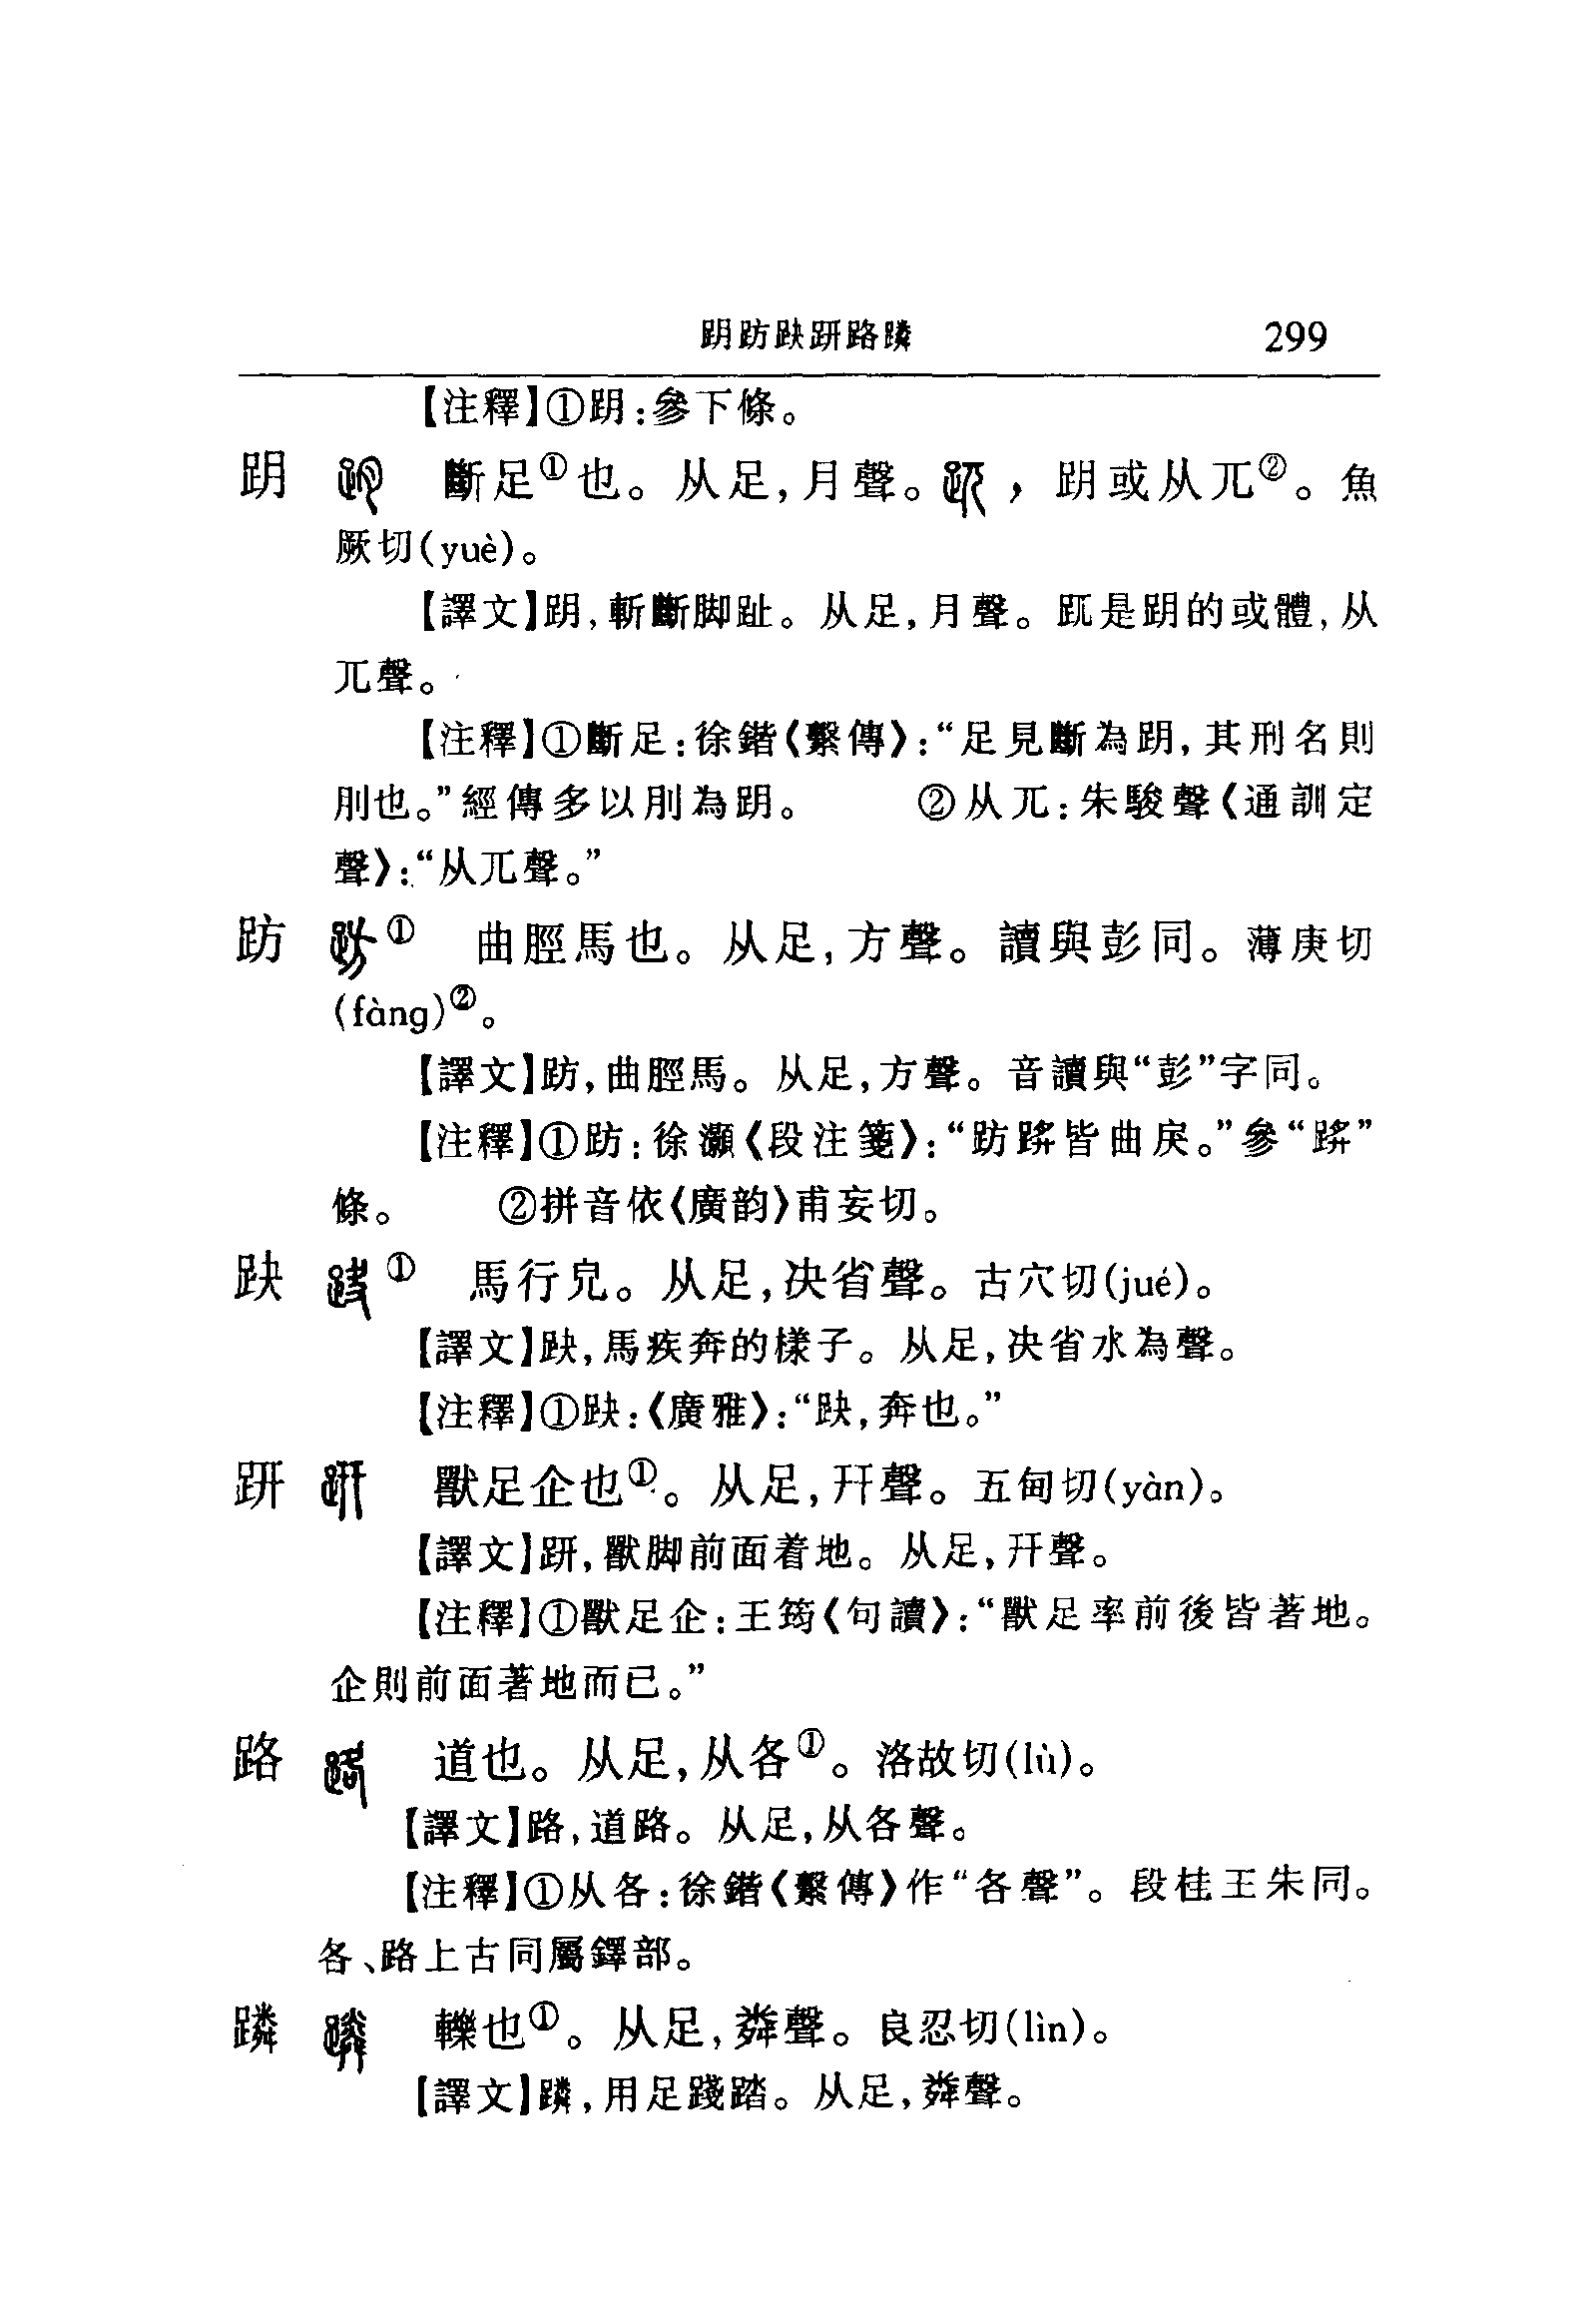 跀趽趹趼路蹸 299
【注釋】①跀：參下條。
跀 斷足①也。从足，月聲。，跀或从兀②。魚
厥切(yuè)。
【譯文】跀，斬斷脚趾。从足，月聲。𧿁是跀的或體，从
兀聲。
【注釋】①斷足：徐鍇《繫傳》：“足見斷為跀，其刑名則
刖也。”經傳多以刖為跀。 ②从兀：朱駿聲《通訓定
聲》：“从兀聲。”
趽 ① 曲脛馬也。从足，方聲。讀與彭同。薄庚切
(fàng)②。
【譯文】趽，曲脛馬。从足，方聲。音讀與“彭”字同。
【注釋】①趽：徐灝《段注箋》：“趽跰皆曲戾。”參“跰”
條。 ②拼音依《廣韵》甫妄切。
趹 ① 馬行皃。从足，决省聲。古穴切(jué)。
【譯文】趹，馬疾奔的樣子。从足，决省水為聲。
【注釋】①趹：《廣雅》：“趹，奔也。”
趼 獸足企也①。从足，幵聲。五甸切(yàn)。
【譯文】趼，獸脚前面着地。从足，幵聲。
【注釋】①獸足企：王筠《句讀》：“獸足率前後皆著地。
企則前面著地而已。”
路 道也。从足，从各①。洛故切(lù)。
【譯文】路，道路。从足，从各聲。
【注釋】①从各：徐鍇《繫傳》作“各聲”。段桂王朱同。
各、路上古同屬鐸部。
蹸 轢也①。从足，粦聲。良忍切(lìn)。
【譯文】蹸，用足踐踏。从足，粦聲。